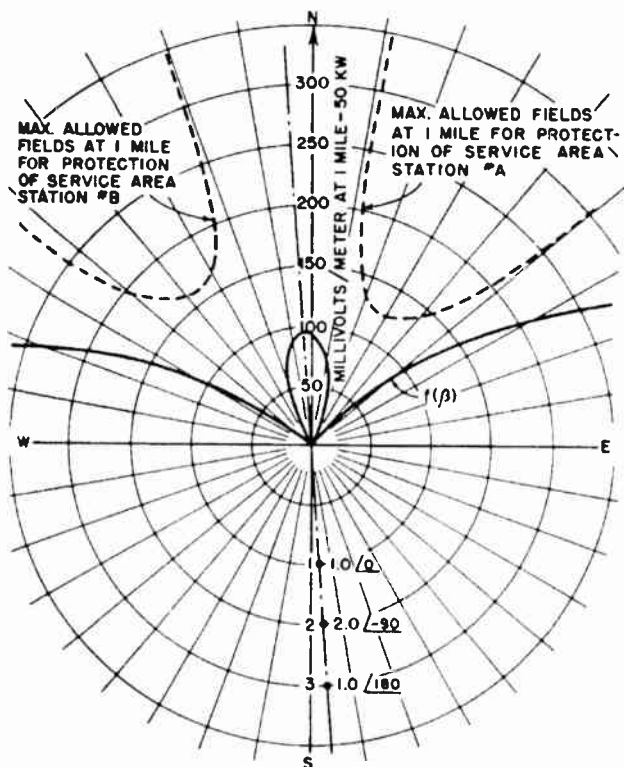 N
300
250
200
150
100
50
MAX. ALLOWED
FIELDS AT 1 MILE
FOR PROTECTION
OF SERVICE AREA
STATION #B
MAX. ALLOWED FIELDS
AT 1 MILE FOR PROTECT-
ION OF SERVICE AREA
STATION #A
MILLIVOLTS/METER AT 1 MILE-50 KW
f(β)
W
E
1 1.0 /0
2 2.0 /-90
3 1.0 /180
S